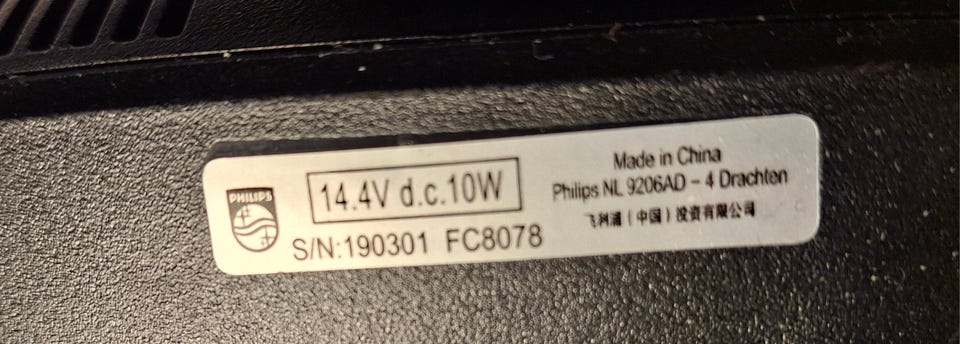 PHILIPS
14.4V d.c.10W
S/N:190301 FC8078
Made in China
Philips NL 9206AD - 4 Drachten
飞利浦（中国）投资有限公司